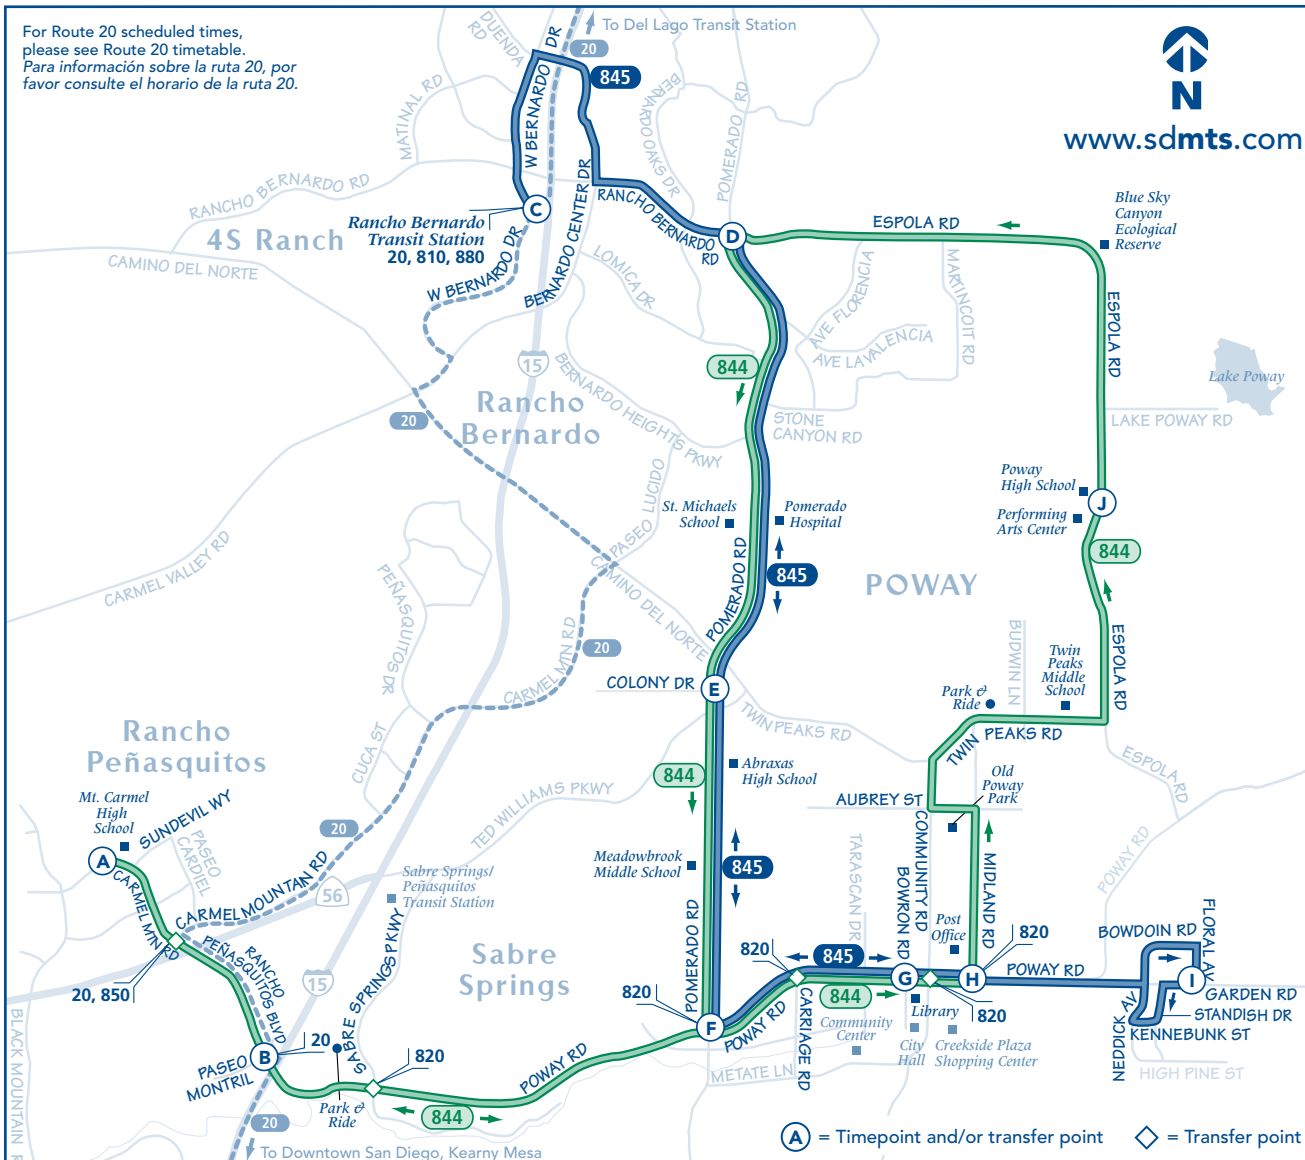 For Route 20 scheduled times,
please see Route 20 timetable.
Para información sobre la ruta 20, por
favor consulte el horario de la ruta 20.
DUENDA
RD
DR
To Del Lago Transit Station
20
845
N
www.sdmts.com
MATINAL RD
W BERNARDO
BERNARDO OAKS DR
POMERADO RD
RANCHO BERNARDO RD
BERNARDO CENTER DR
RANCHO BERNARDO
RD
C
D
ESPOLA RD
Blue Sky
Canyon
Ecological
Reserve
Rancho Bernardo
Transit Station
20, 810, 880
4S Ranch
CAMINO DEL NORTE
W BERNARDO DR
LOMICA DR
AVE FLORENCIA
AVE LA VALENCIA
MARTINCOIT RD
ESPOLA RD
15
BERNARDO HEIGHTS PKWY
844
Lake Poway
Rancho
Bernardo
20
STONE
CANYON RD
LAKE POWAY RD
PASEO LUCIDO
St. Michaels
School
Pomerado
Hospital
Poway
High School
Performing
Arts Center
J
CARMEL VALLEY RD
PEÑASQUITOS DR
CAMINO DEL NORTE
POMERADO RD
845
POWAY
844
CARMEL MTN RD
20
COLONY DR
E
BUDWIN LN
Twin
Peaks
Middle
School
ESPOLA RD
Park &
Ride
TWIN PEAKS RD
TWIN PEAKS RD
ESPOLA RD
Rancho
Peñasquitos
CUCA ST
844
Abraxas
High School
TED WILLIAMS PKWY
Old
Poway
Park
AUBREY ST
Mt. Carmel
High
School
SUNDEVIL WY
PASEO
CARDIEL
20
A
CARMEL MTN RD
CARMEL MOUNTAIN RD
56
Sabre Springs/
Peñasquitos
Transit Station
Meadowbrook
Middle School
845
TARASCAN DR
COMMUNITY RD
BOWRON RD
MIDLAND RD
POWAY RD
Post
Office
820
BOWDOIN RD
FLORAL AV
20, 850
RANCHO
PEÑASQUITOS BLVD
15
Sabre
Springs
SABRE SPRINGS PKWY
POMERADO RD
820
820
845
844
G
H
POWAY RD
I
GARDEN RD
STANDISH DR
KENNEBUNK ST
NEDDICK AV
HIGH PINE ST
F
POWAY RD
CARRIAGE RD
Community
Center
Library
City
Hall
820
Creekside Plaza
Shopping Center
METATE LN
BLACK MOUNTAIN R
PASEO
MONTRIL
B
20
Park &
Ride
820
844
POWAY RD
20
To Downtown San Diego, Kearny Mesa
A = Timepoint and/or transfer point
= Transfer point